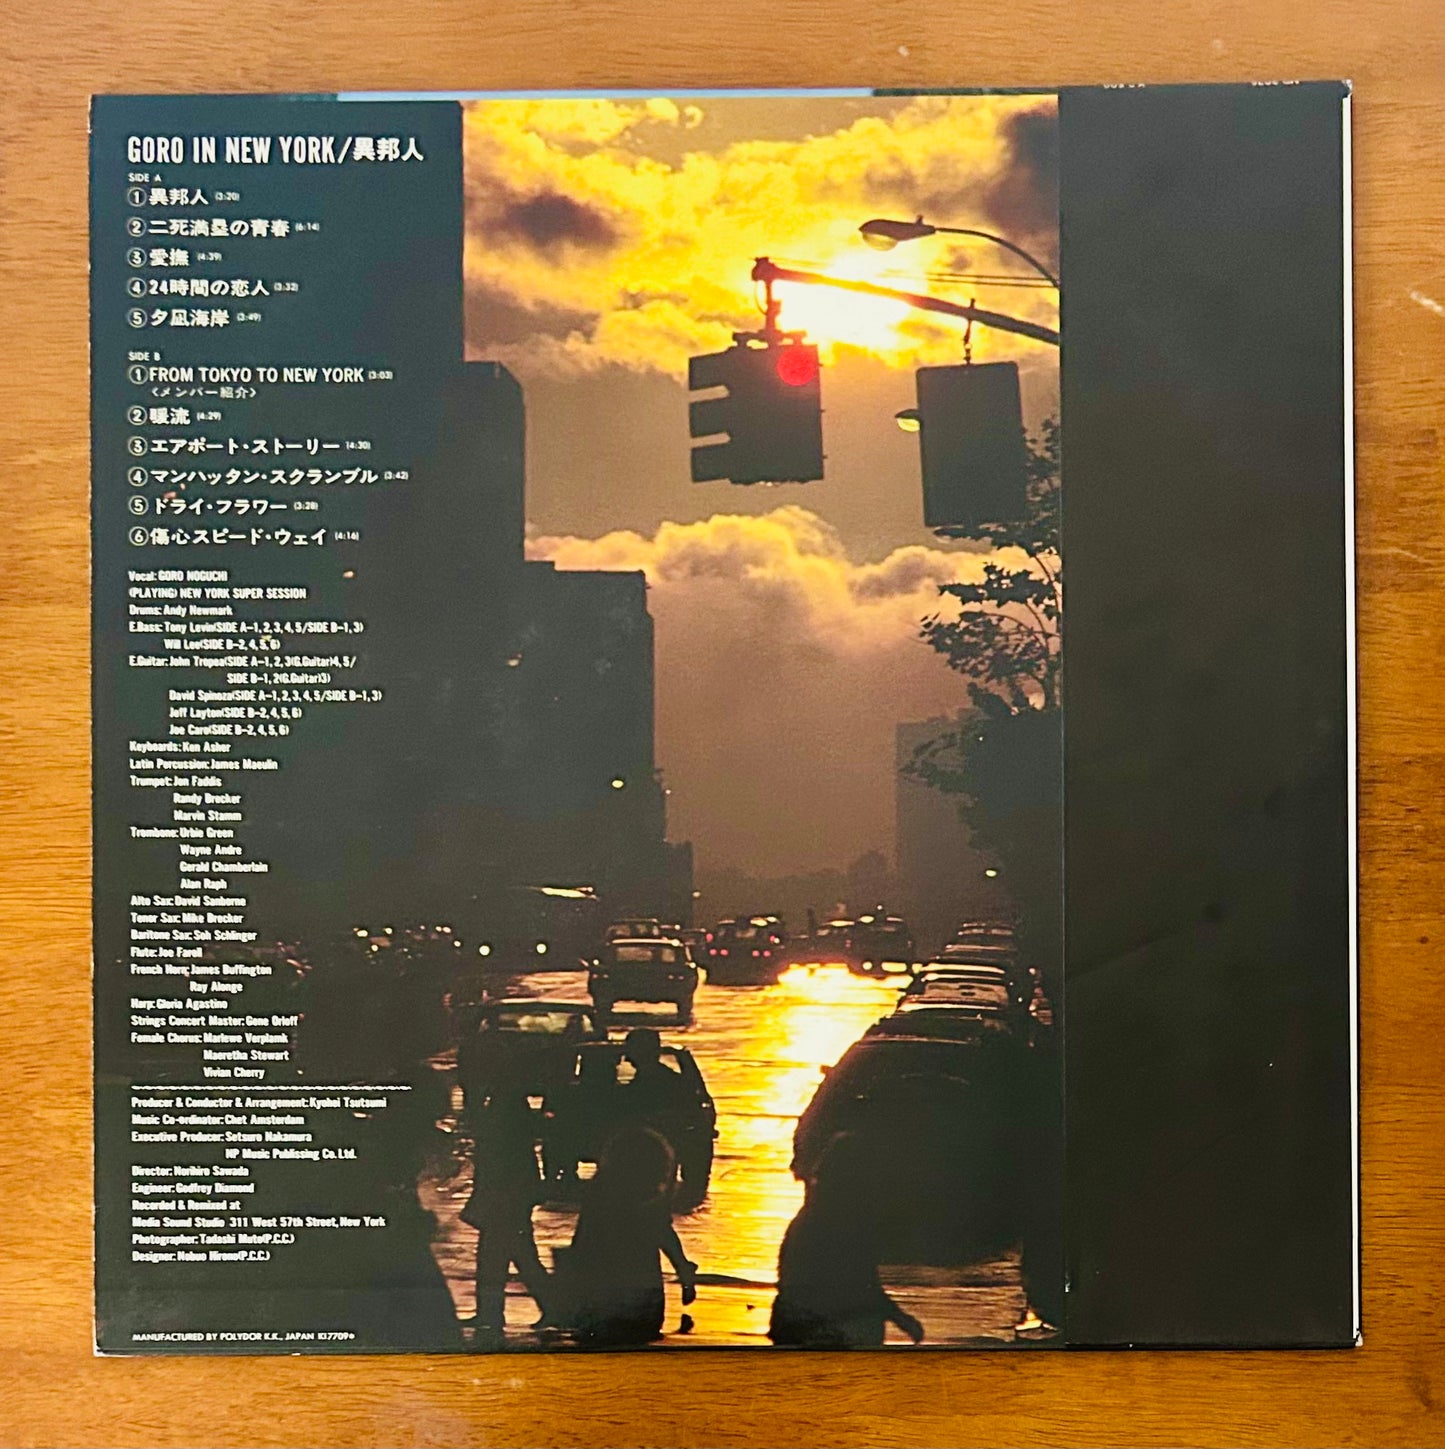 GORO IN NEW YORK/異邦人
SIDE A
①異邦人 (3:20)
②二死満塁の青春 (6:14)
③愛撫 (4:39)
④24時間の恋人 (3:32)
⑤夕凪海岸 (3:49)
SIDE B
①FROM TOKYO TO NEW YORK (3:03)
<メンバー紹介>
②暖流 (4:29)
③エアポート・ストーリー (4:30)
④マンハッタン・スクランブル (3:42)
⑤ドライ・フラワー (3:28)
⑥傷心スピード・ウェイ (4:16)
Vocal: GORO NOGUCHI
(PLAYING) NEW YORK SUPER SESSION
Drums: Andy Newmark
E.Bass: Tony Levin(SIDE A-1, 2, 3, 4, 5/SIDE B-1, 3)
Will Lee(SIDE B-2, 4, 5, 6)
E.Guitar: John Tropea(SIDE A-1, 2, 3(G.Guitar)4, 5/
SIDE B-1, 2(G.Guitar)3)
David Spinoza(SIDE A-1, 2, 3, 4, 5/SIDE B-1, 3)
Jeff Layton(SIDE B-2, 4, 5, 6)
Joe Caro(SIDE B-2, 4, 5, 6)
Keyboards: Ken Asher
Latin Percussion: James Maeulin
Trumpet: Jon Faddis
Randy Brecker
Marvin Stamm
Trombone: Urbie Green
Wayne Andre
Gerald Chamberlain
Alan Raph
Alto Sax: David Sanborne
Tenor Sax: Mike Brecker
Baritone Sax: Soh Schlinger
Flute: Joe Farell
French Horn: James Buffington
Ray Alonge
Harp: Gloria Agastino
Strings Concert Master: Gene Orloff
Female Chorus: Marlewe Verplamk
Maeretha Stewart
Vivian Cherry
Producer & Conductor & Arrangement: Kyohei Tsutsumi
Music Co-ordinator: Chet Amsterdam
Executive Producer: Setsuro Nakamura
NP Music Publissing Co. Ltd.
Director: Norihiro Sawada
Engineer: Godfrey Diamond
Recorded & Remixed at
Media Sound Studio 311 West 57th Street, New York
Photographer: Tadashi Muto(P.C.C.)
Designer: Nobuo Hirono(P.C.C.)
MANUFACTURED BY POLYDOR K.K., JAPAN KI7709⊙